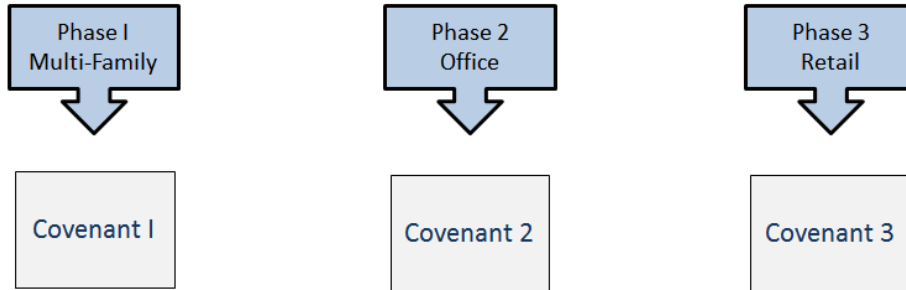 Phase I
Multi-Family
Phase 2
Office
Phase 3
Retail
Covenant I
Covenant 2
Covenant 3